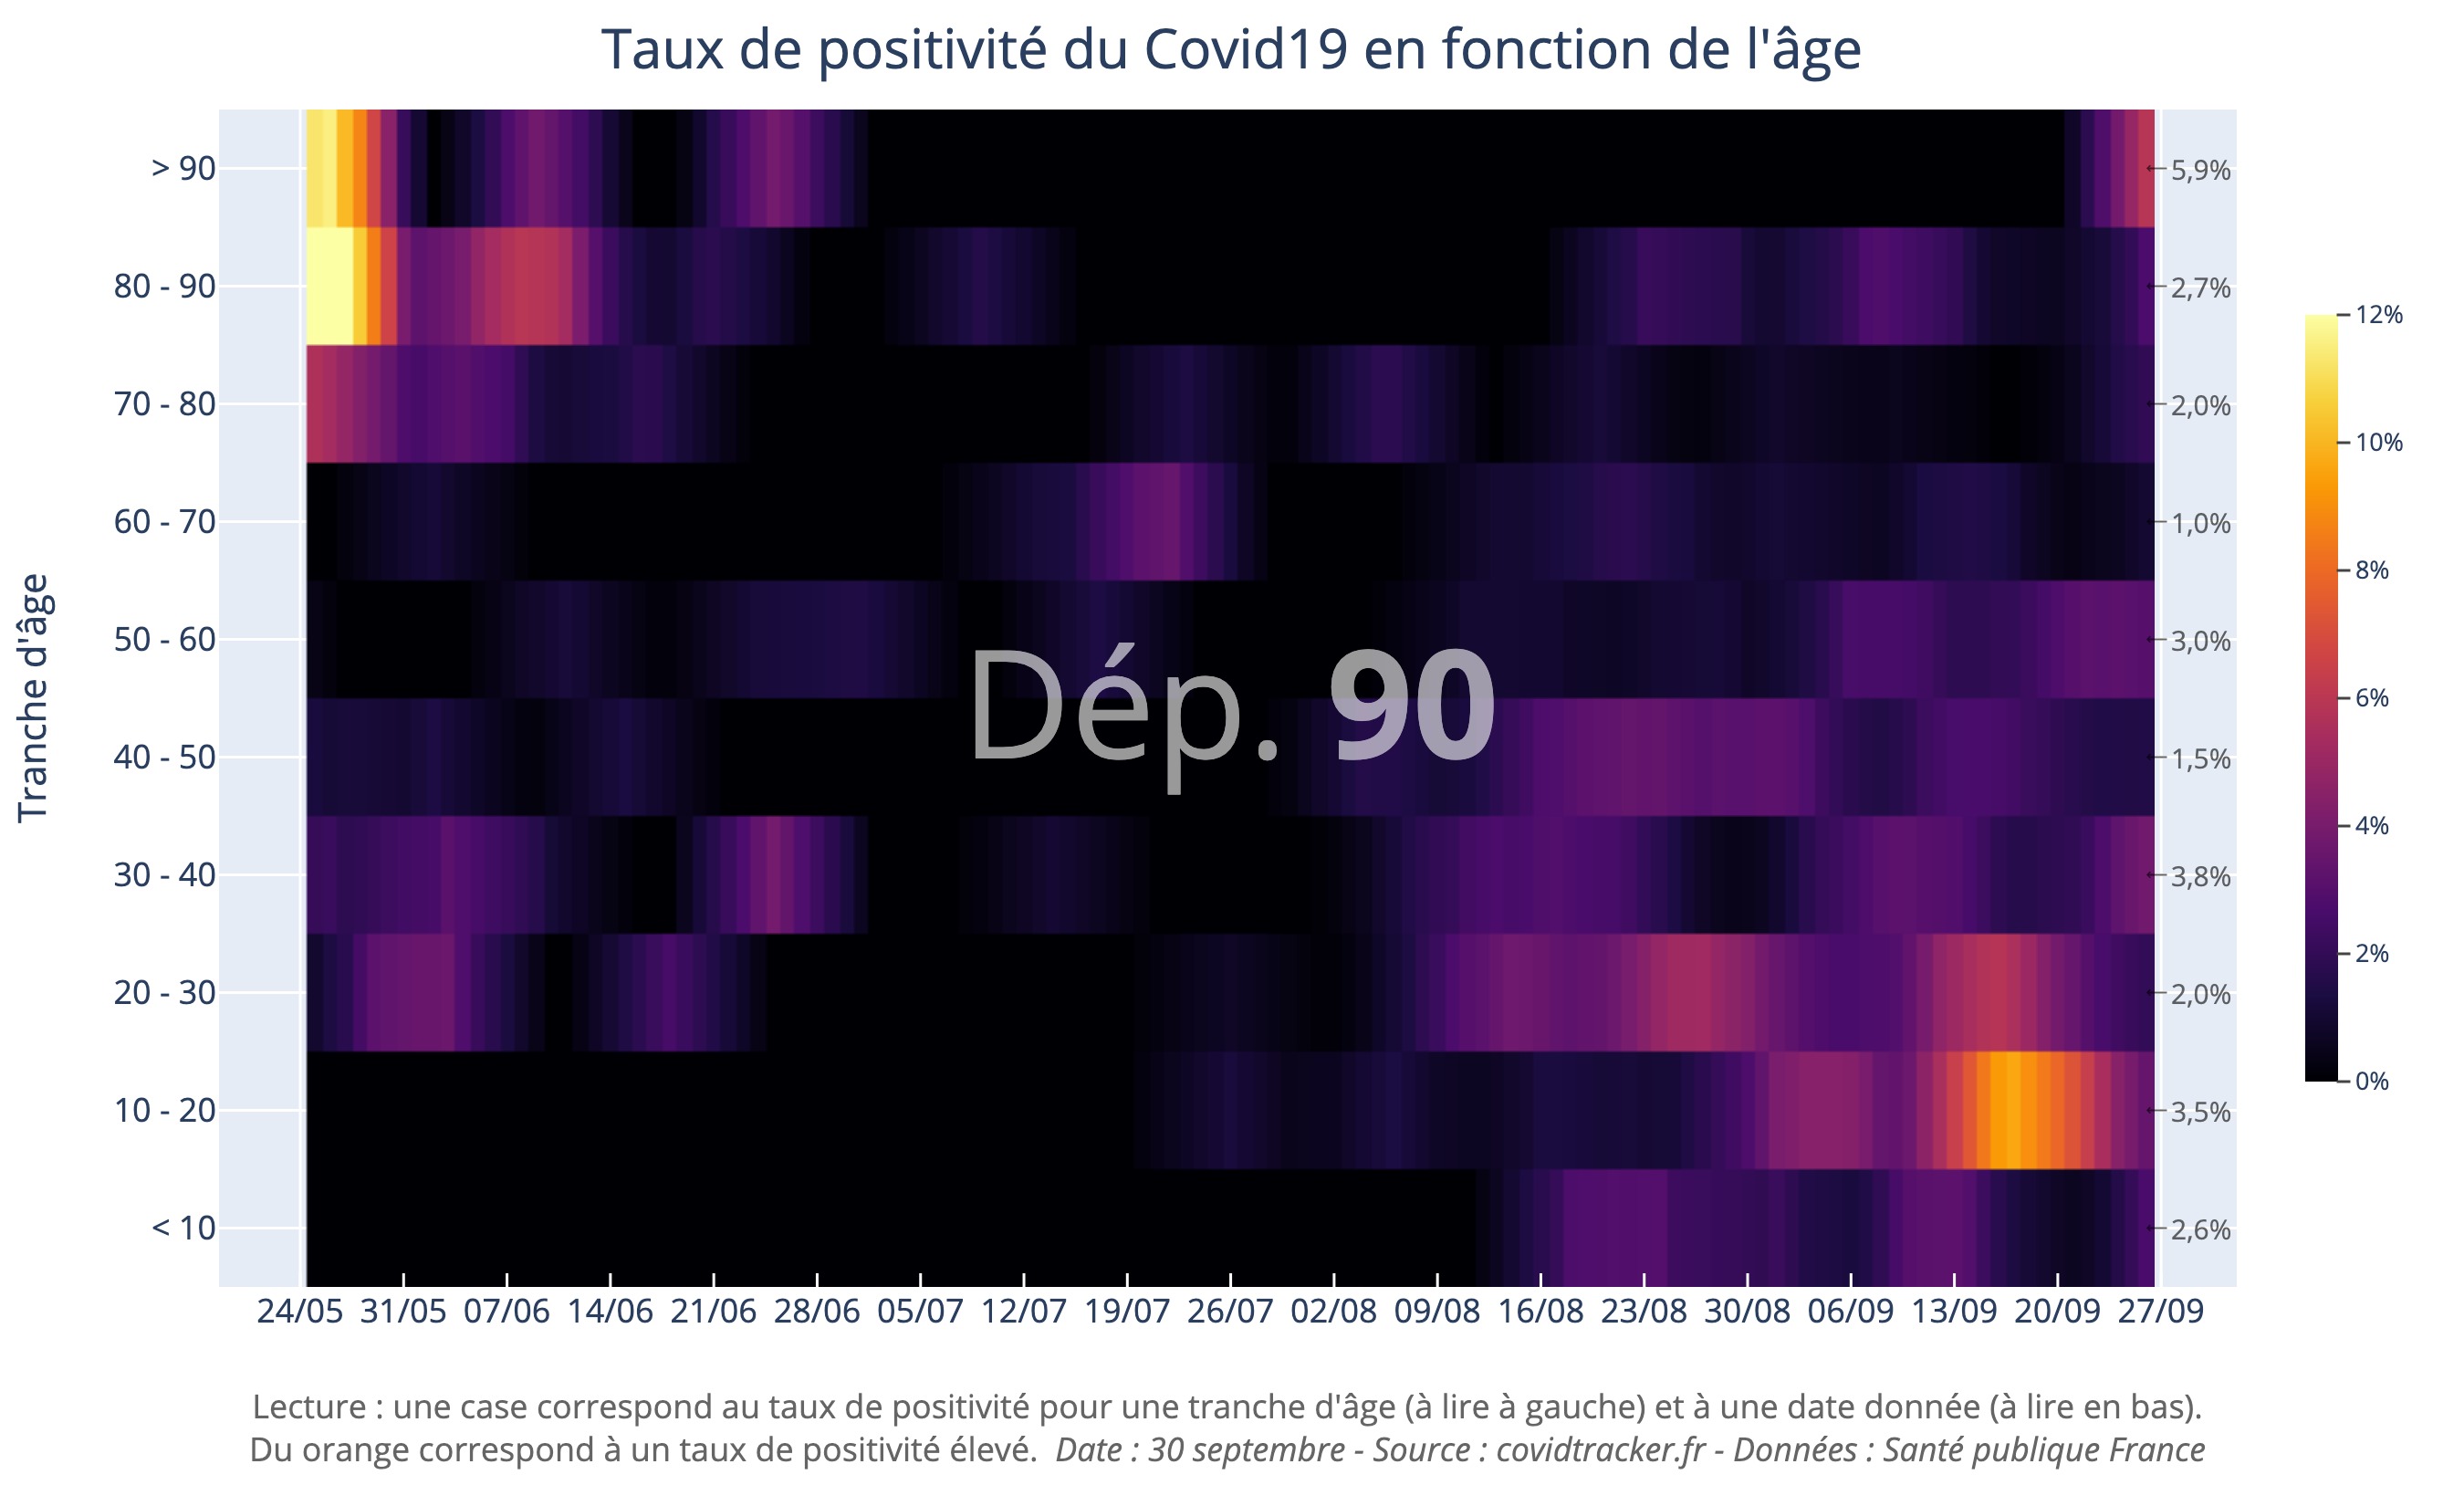 Taux de positivité du Covid19 en fonction de l'âge
Tranche d'âge
> 90
80 - 90
70 - 80
60 - 70
50 - 60
40 - 50
30 - 40
20 - 30
10 - 20
< 10
Dép. 90
5,9%
2,7%
2,0%
1,0%
3,0%
1,5%
3,8%
2,0%
3,5%
2,6%
12%
10%
8%
6%
4%
2%
0%
24/05 31/05 07/06 14/06 21/06 28/06 05/07 12/07 19/07 26/07 02/08 09/08 16/08 23/08 30/08 06/09 13/09 20/09 27/09
Lecture : une case correspond au taux de positivité pour une tranche d'âge (à lire à gauche) et à une date donnée (à lire en bas).
Du orange correspond à un taux de positivité élevé. Date : 30 septembre - Source : covidtracker.fr - Données : Santé publique France